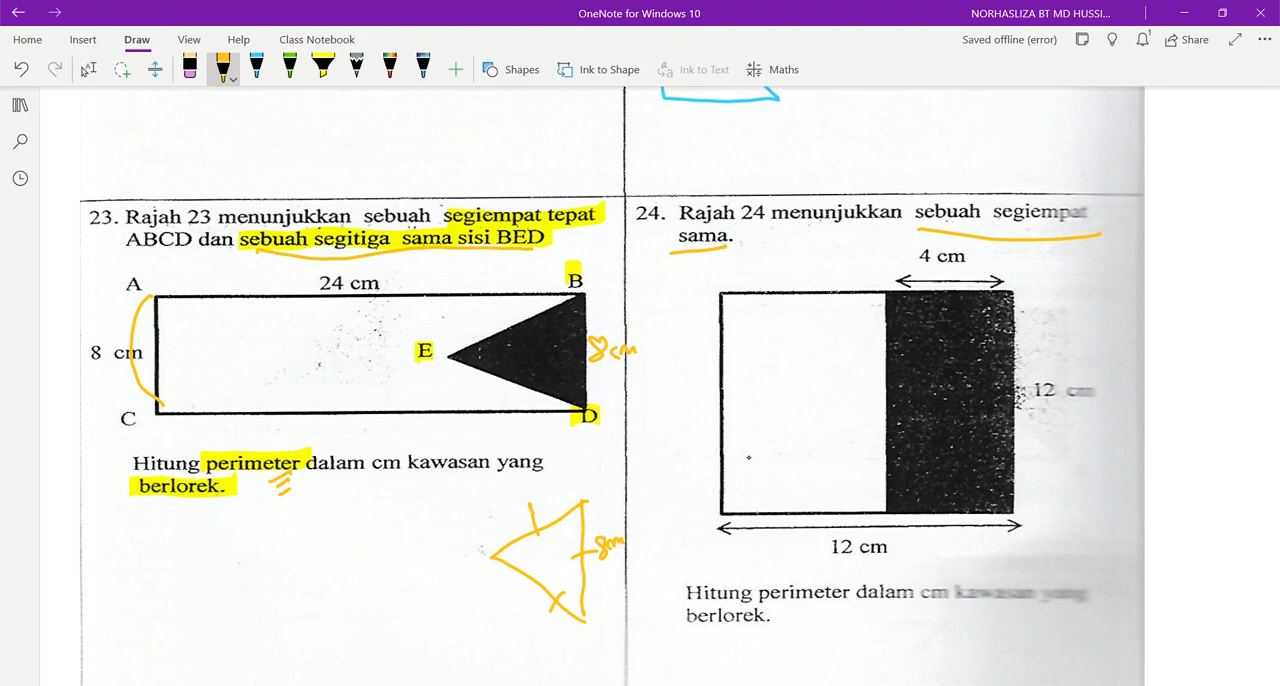 OneNote for Windows 10
NORHASLIZA BT MD HUSSI...
Home Insert Draw View Help Class Notebook
Saved offline (error)
Share
Shapes
Ink to Shape
Ink to Text
Maths
23. Rajah 23 menunjukkan sebuah segiempat tepat
ABCD dan sebuah segitiga sama sisi BED
A
24 cm
B
8 cm
E
8cm
C
D
Hitung perimeter dalam cm kawasan yang
berlorek.
8cm
24. Rajah 24 menunjukkan sebuah segiempat
sama.
4 cm
12 cm
12 cm
Hitung perimeter dalam cm kawasan yang
berlorek.